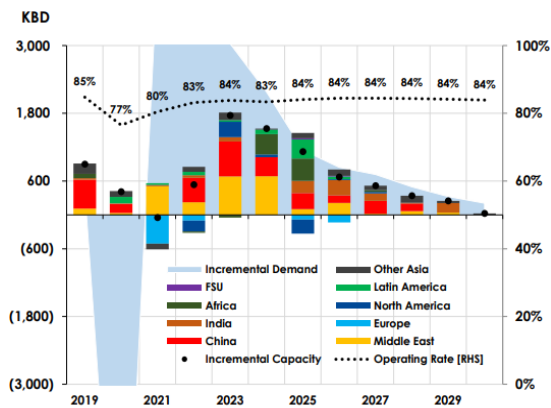 KBD
3,000 100%
85% 77% 80% 83% 84% 83% 84% 84% 84% 84% 84% 84%
1,800 80%
600 60%
(600) 40%
Incremental Demand Other Asia
FSU Latin America
Africa North America
India Europe
China Middle East
Incremental Capacity Operating Rate [RHS]
(1,800) 20%
(3,000) 0%
2019 2021 2023 2025 2027 2029